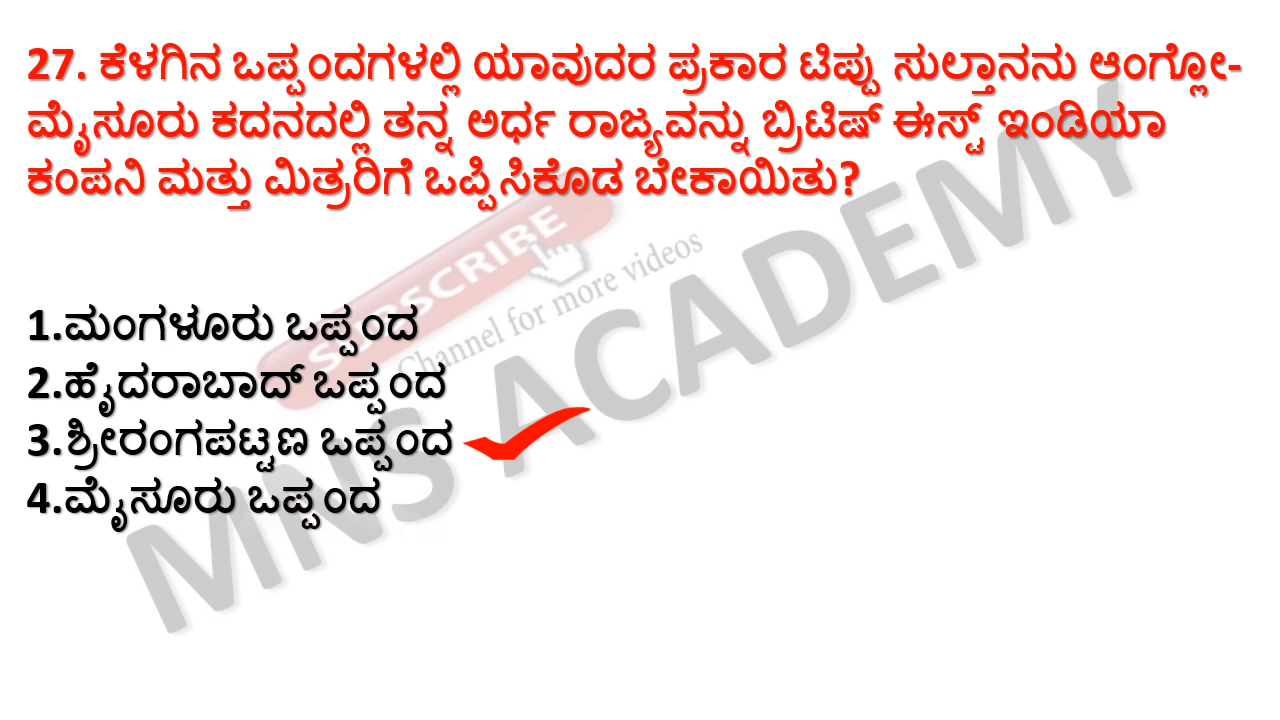 27. ಕೆಳಗಿನ ಒಪ್ಪಂದಗಳಲ್ಲಿ ಯಾವುದರ ಪ್ರಕಾರ ಟಿಪ್ಪು ಸುಲ್ತಾನನು ಆಂಗ್ಲೋ-
ಮೈಸೂರು ಕದನದಲ್ಲಿ ತನ್ನ ಅರ್ಧ ರಾಜ್ಯವನ್ನು ಬ್ರಿಟಿಷ್ ಈಸ್ಟ್ ಇಂಡಿಯಾ
ಕಂಪನಿ ಮತ್ತು ಮಿತ್ರರಿಗೆ ಒಪ್ಪಿಸಿಕೊಡ ಬೇಕಾಯಿತು?
SUBSCRIBE
Channel for more videos
MNS ACADEMY
1.ಮಂಗಳೂರು ಒಪ್ಪಂದ
2.ಹೈದರಾಬಾದ್ ಒಪ್ಪಂದ
3.ಶ್ರೀರಂಗಪಟ್ಟಣ ಒಪ್ಪಂದ
4.ಮೈಸೂರು ಒಪ್ಪಂದ